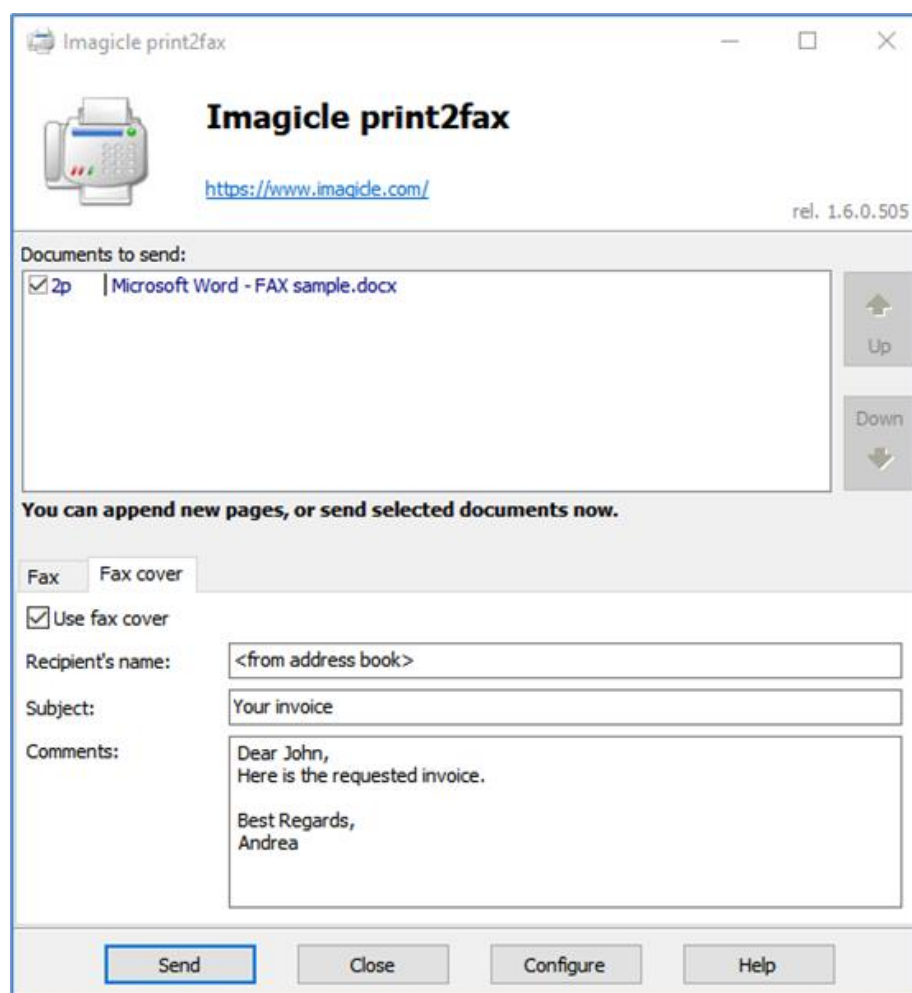 Imagicle print2fax
Imagicle print2fax
https://www.imagicle.com/
rel. 1.6.0.505
Documents to send:
2p Microsoft Word - FAX sample.docx
Up
Down
You can append new pages, or send selected documents now.
Fax Fax cover
Use fax cover
Recipient's name: <from address book>
Subject: Your invoice
Comments: Dear John,
Here is the requested invoice.
Best Regards,
Andrea
Send Close Configure Help